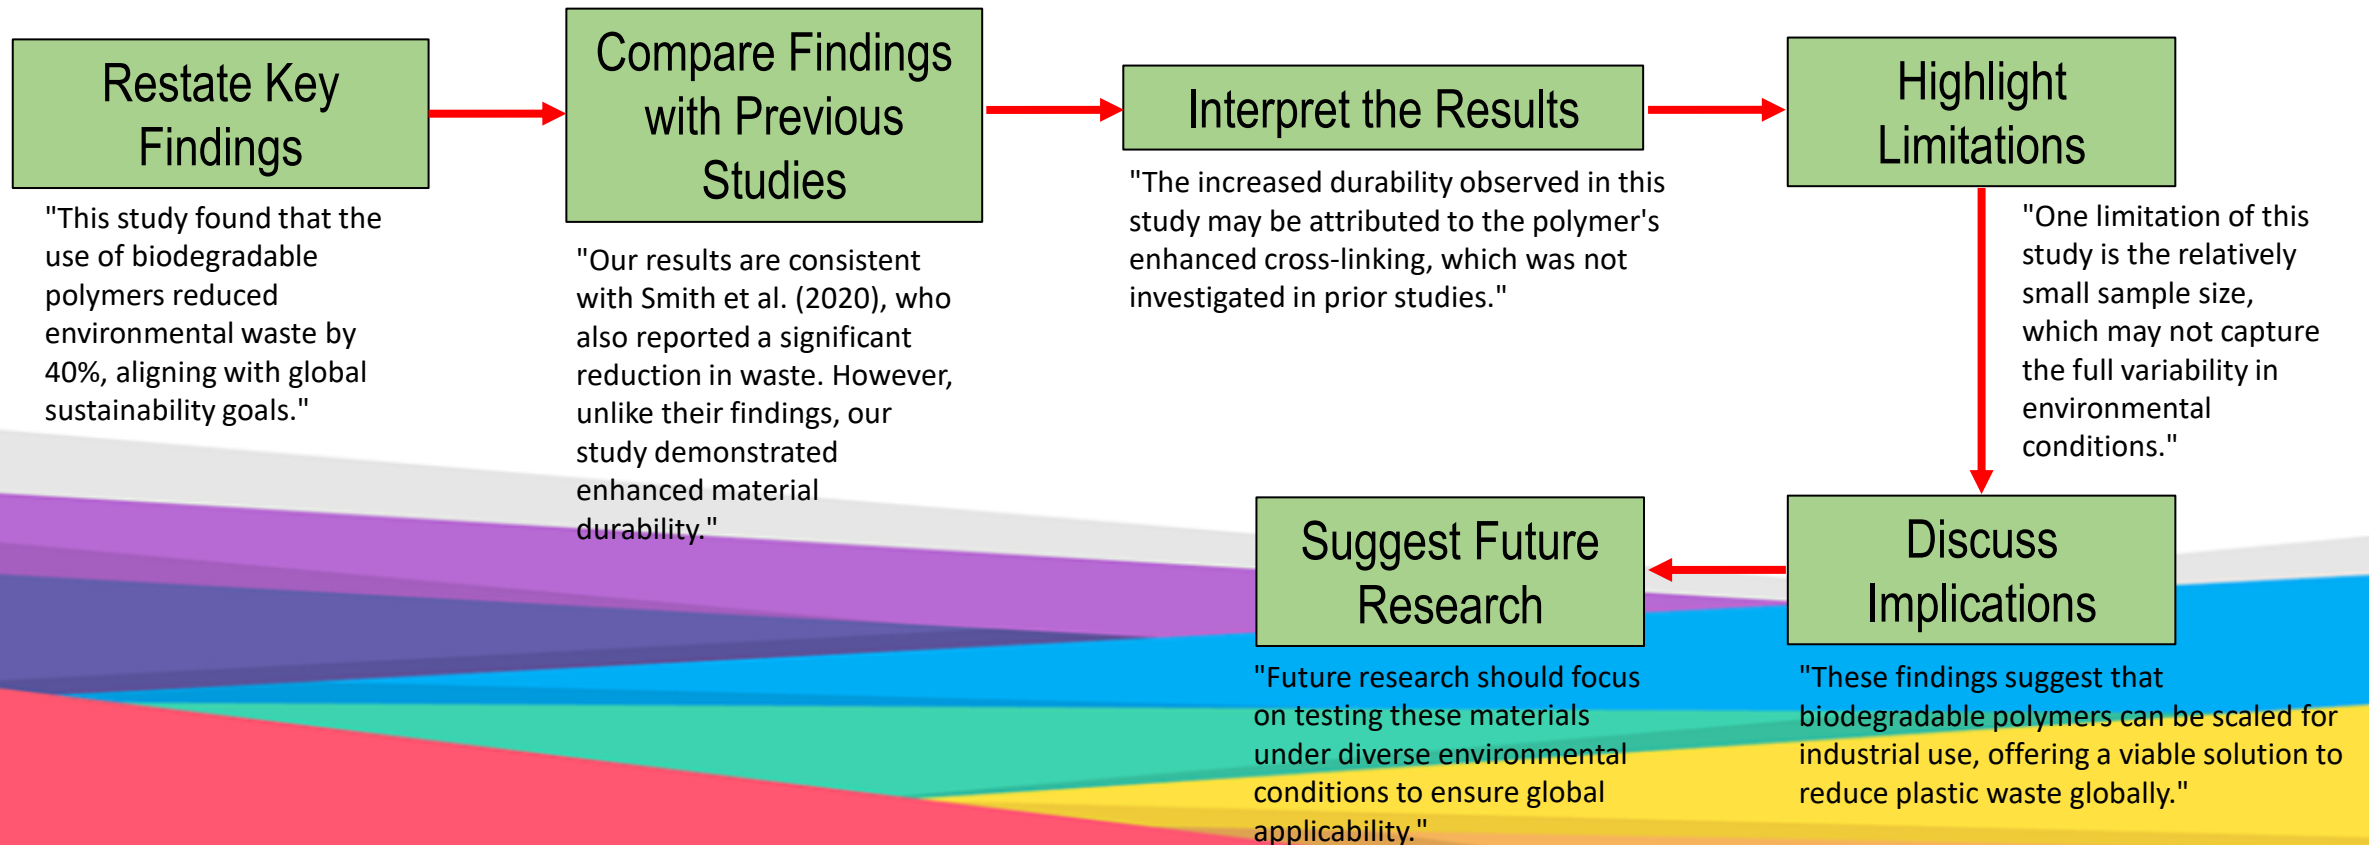 Restate Key
Findings
"This study found that the
use of biodegradable
polymers reduced
environmental waste by
40%, aligning with global
sustainability goals."
Compare Findings
with Previous
Studies
"Our results are consistent
with Smith et al. (2020), who
also reported a significant
reduction in waste. However,
unlike their findings, our
study demonstrated
enhanced material
durability."
Interpret the Results
"The increased durability observed in this
study may be attributed to the polymer's
enhanced cross-linking, which was not
investigated in prior studies."
Highlight
Limitations
"One limitation of this
study is the relatively
small sample size,
which may not capture
the full variability in
environmental
conditions."
Discuss
Implications
"These findings suggest that
biodegradable polymers can be scaled for
industrial use, offering a viable solution to
reduce plastic waste globally."
Suggest Future
Research
"Future research should focus
on testing these materials
under diverse environmental
conditions to ensure global
applicability."